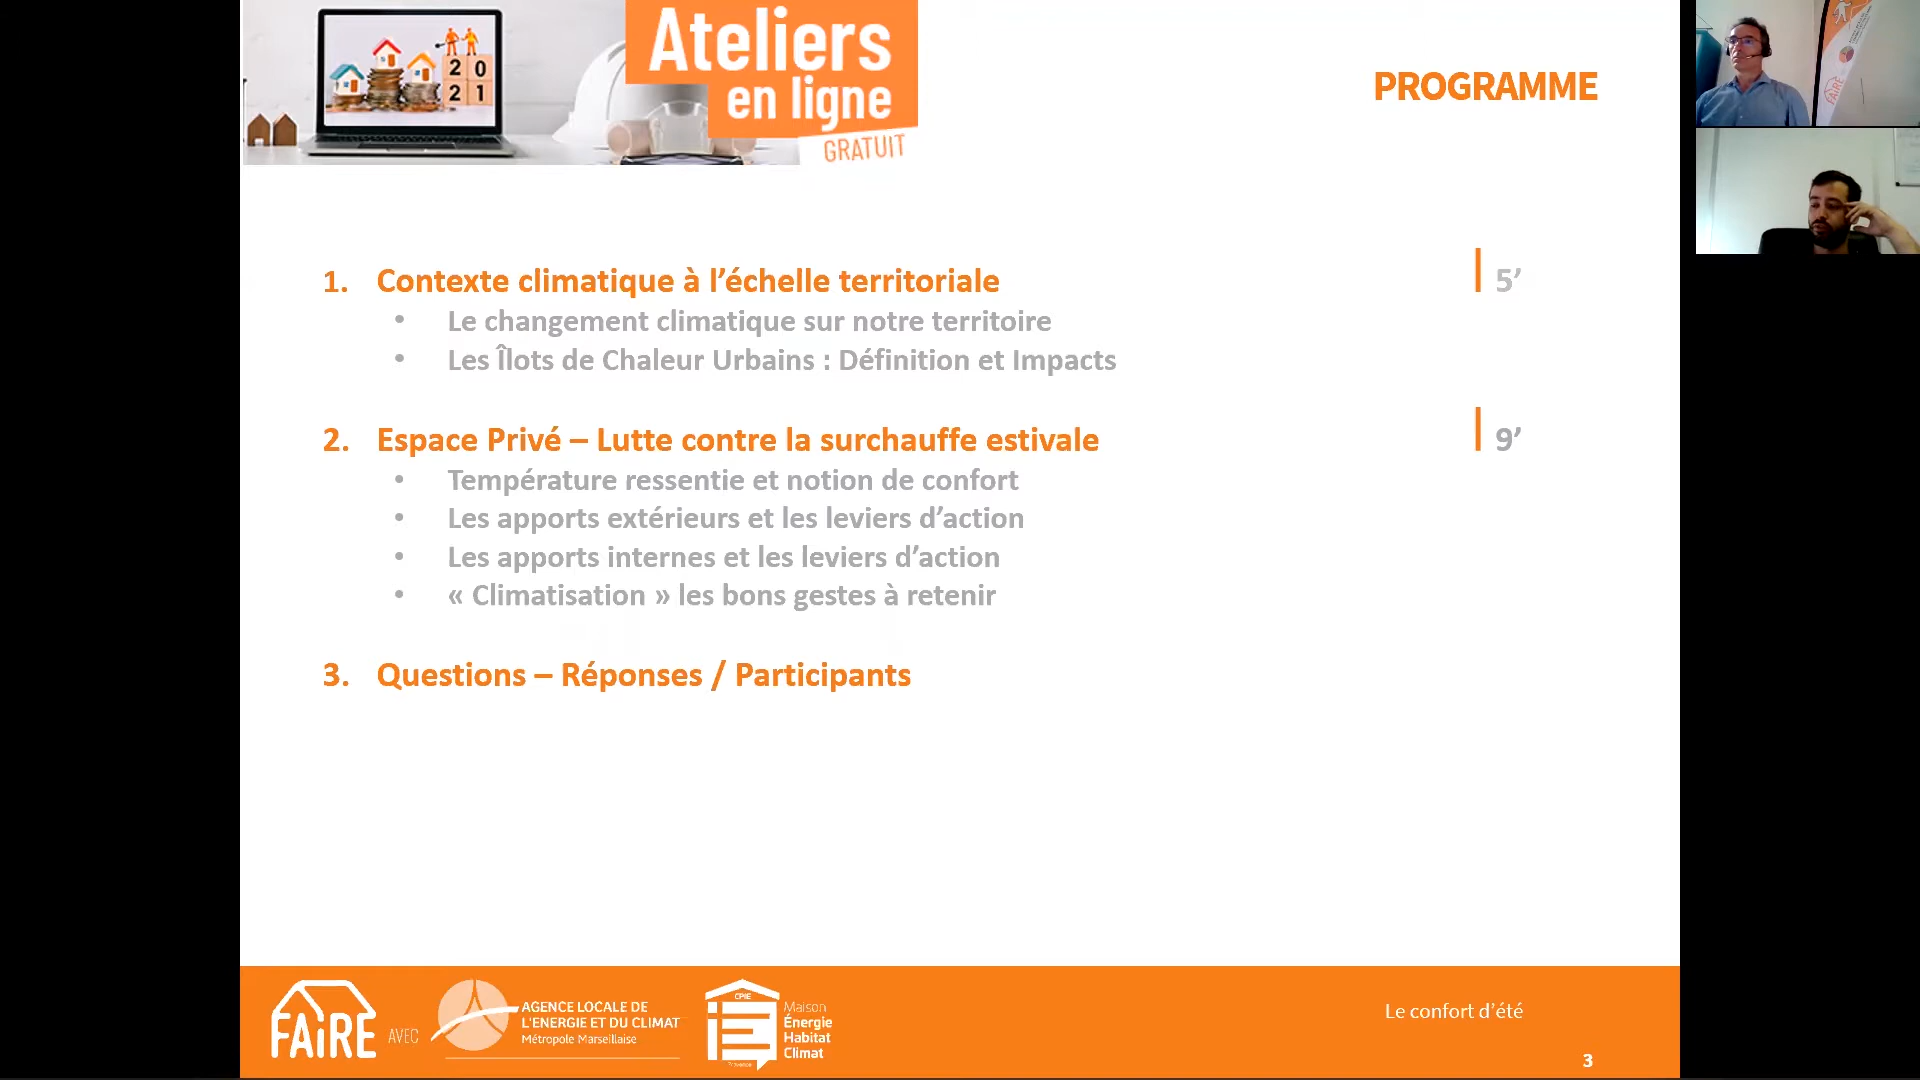 Ateliers
en ligne
GRATUIT
20
21
PROGRAMME
FAiRE
1. Contexte climatique à l’échelle territoriale 5’
• Le changement climatique sur notre territoire
• Les Îlots de Chaleur Urbains : Définition et Impacts
2. Espace Privé – Lutte contre la surchauffe estivale 9’
• Température ressentie et notion de confort
• Les apports extérieurs et les leviers d’action
• Les apports internes et les leviers d’action
• « Climatisation » les bons gestes à retenir
3. Questions – Réponses / Participants
FAiRE
AVEC
AGENCE LOCALE DE
L'ENERGIE ET DU CLIMAT
Métropole Marseillaise
CPIE
Maison
Énergie
Habitat
Climat
Le confort d’été
3